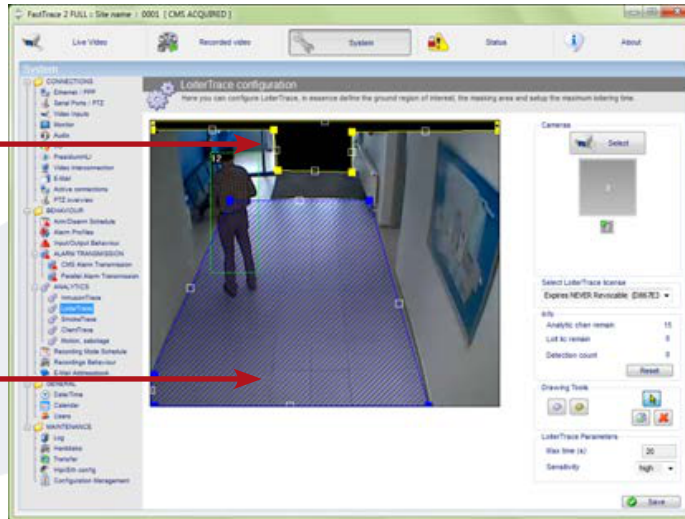 FastTrace 2 FULL : Site name : 0001 [CMS ACQUIRED]
Live Video
Recorded video
System
Status
About
System
CONNECTIONS
Ethernet / PPP
Serial Ports / PTZ
Video Inputs
Monitor
Audio
Video Interconnection
E-Mail
Active connections
PTZ overview
BEHAVIOUR
Arm/Disarm Schedule
Alarm Profiles
Input/Output Behaviour
ALARM TRANSMISSION
CMS Alarm Transmission
Parallel Alarm Transmission
ANALYTICS
IntrusionTrace
LoiterTrace
SmokeTrace
ClientTrace
Motion, sabotage
Recording Mode Schedule
Recordings Behaviour
E-Mail Addressbook
GENERAL
Date/Time
Calendar
Users
MAINTENANCE
Log
Harddisks
Transfer
Configuration Management
LoiterTrace configuration
Here you can configure LoiterTrace, in essence define the ground region of interest, the masking area and setup the maximum loitering time.
12
Cameras
Select
Select LoiterTrace license
Expires NEVER Revocable
Info
Analytic chan remain 15
Loit lic remain 0
Detection count 0
Reset
Drawing Tools
LoiterTrace Parameters
Max time (s) 20
Sensitivity high
Save